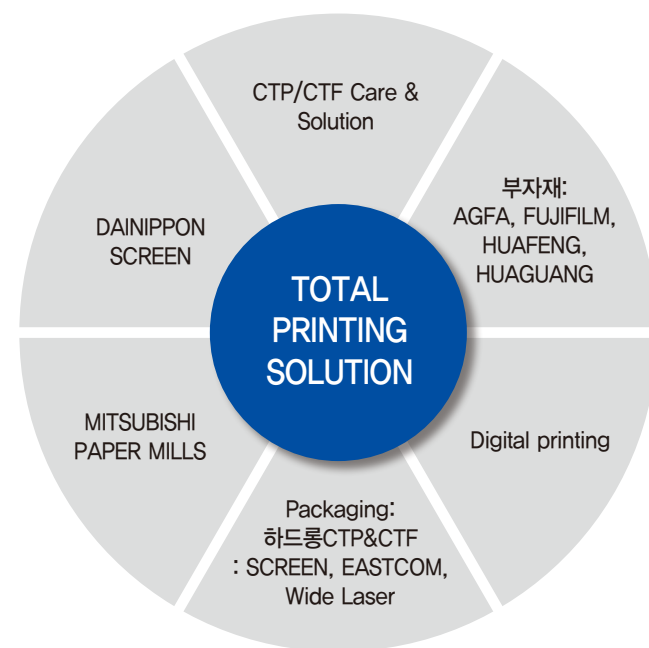 CTP/CTF Care &
Solution
부자재:
AGFA, FUJIFILM,
HUAFENG,
HUAGUANG
Digital printing
Packaging:
하드롱CTP&CTF
: SCREEN, EASTCOM,
Wide Laser
MITSUBISHI
PAPER MILLS
DAINIPPON
SCREEN
TOTAL
PRINTING
SOLUTION